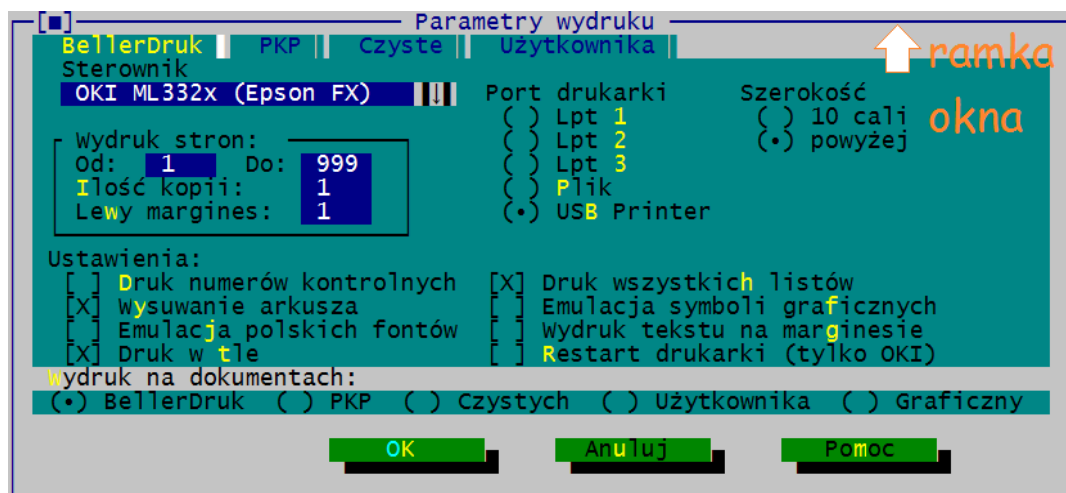 [■] Parametry wydruku
BellerDruk PKP Czyste Użytkownika
ramka
Sterownik
OKI ML332x (Epson FX) ↓ Port drukarki Szerokość
( ) Lpt 1 ( ) 10 cali
okna
Wydruk stron: ( ) Lpt 2 (•) powyżej
Od: 1 Do: 999 ( ) Lpt 3
Ilość kopii: 1 ( ) Plik
Lewy margines: 1 (•) USB Printer
Ustawienia:
[ ] Druk numerów kontrolnych [X] Druk wszystkich listów
[X] Wysuwanie arkusza [ ] Emulacja symboli graficznych
[ ] Emulacja polskich fontów [ ] Wydruk tekstu na marginesie
[X] Druk w tle [ ] Restart drukarki (tylko OKI)
Wydruk na dokumentach:
(•) BellerDruk ( ) PKP ( ) Czystych ( ) Użytkownika ( ) Graficzny
OK Anuluj Pomoc